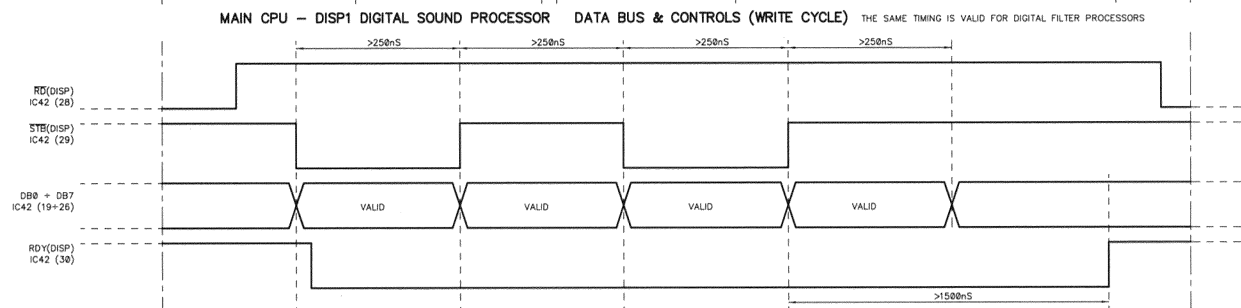 MAIN CPU – DISP1 DIGITAL SOUND PROCESSOR DATA BUS & CONTROLS (WRITE CYCLE) THE SAME TIMING IS VALID FOR DIGITAL FILTER PROCESSORS
>250nS >250nS >250nS >250nS
RD(DISP)
IC42 (28)
STB(DISP)
IC42 (29)
DB0 ÷ DB7
IC42 (19÷26)
VALID VALID VALID VALID
RDY(DISP)
IC42 (30)
>1500nS